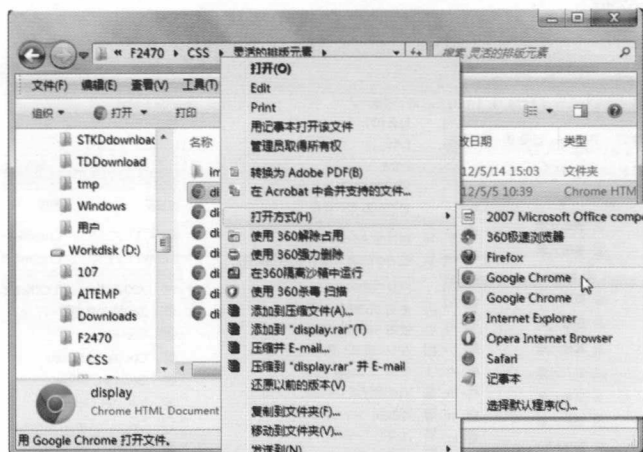 « F2470 ▸ CSS ▸ 灵活的排版元素 ▸
搜索 灵活的排版元素
文件(F) 编辑(E) 查看(V) 工具(T)
组织 打开 打印
STKDdownload
TDDownload
tmp
Windows
用户
Workdisk (D:)
107
AITEMP
Downloads
F2470
CSS
名称
im
di
di
di
di
di
di
改日期 类型
12/5/14 15:03 文件夹
12/5/5 10:39 Chrome HTM
打开(O)
Edit
Print
用记事本打开该文件
管理员取得所有权
转换为 Adobe PDF(B)
在 Acrobat 中合并支持的文件...
打开方式(H)
使用 360解除占用
使用 360强力删除
在360隔离沙箱中运行
使用 360杀毒 扫描
添加到压缩文件(A)...
添加到 "display.rar"(T)
压缩并 E-mail...
压缩到 "display.rar" 并 E-mail
还原以前的版本(V)
复制到文件夹(F)...
移动到文件夹(V)...
发送到(N)
2007 Microsoft Office compo
360极速浏览器
Firefox
Google Chrome
Google Chrome
Internet Explorer
Opera Internet Browser
Safari
记事本
选择默认程序(C)...
display
Chrome HTML Document
用 Google Chrome 打开文件。